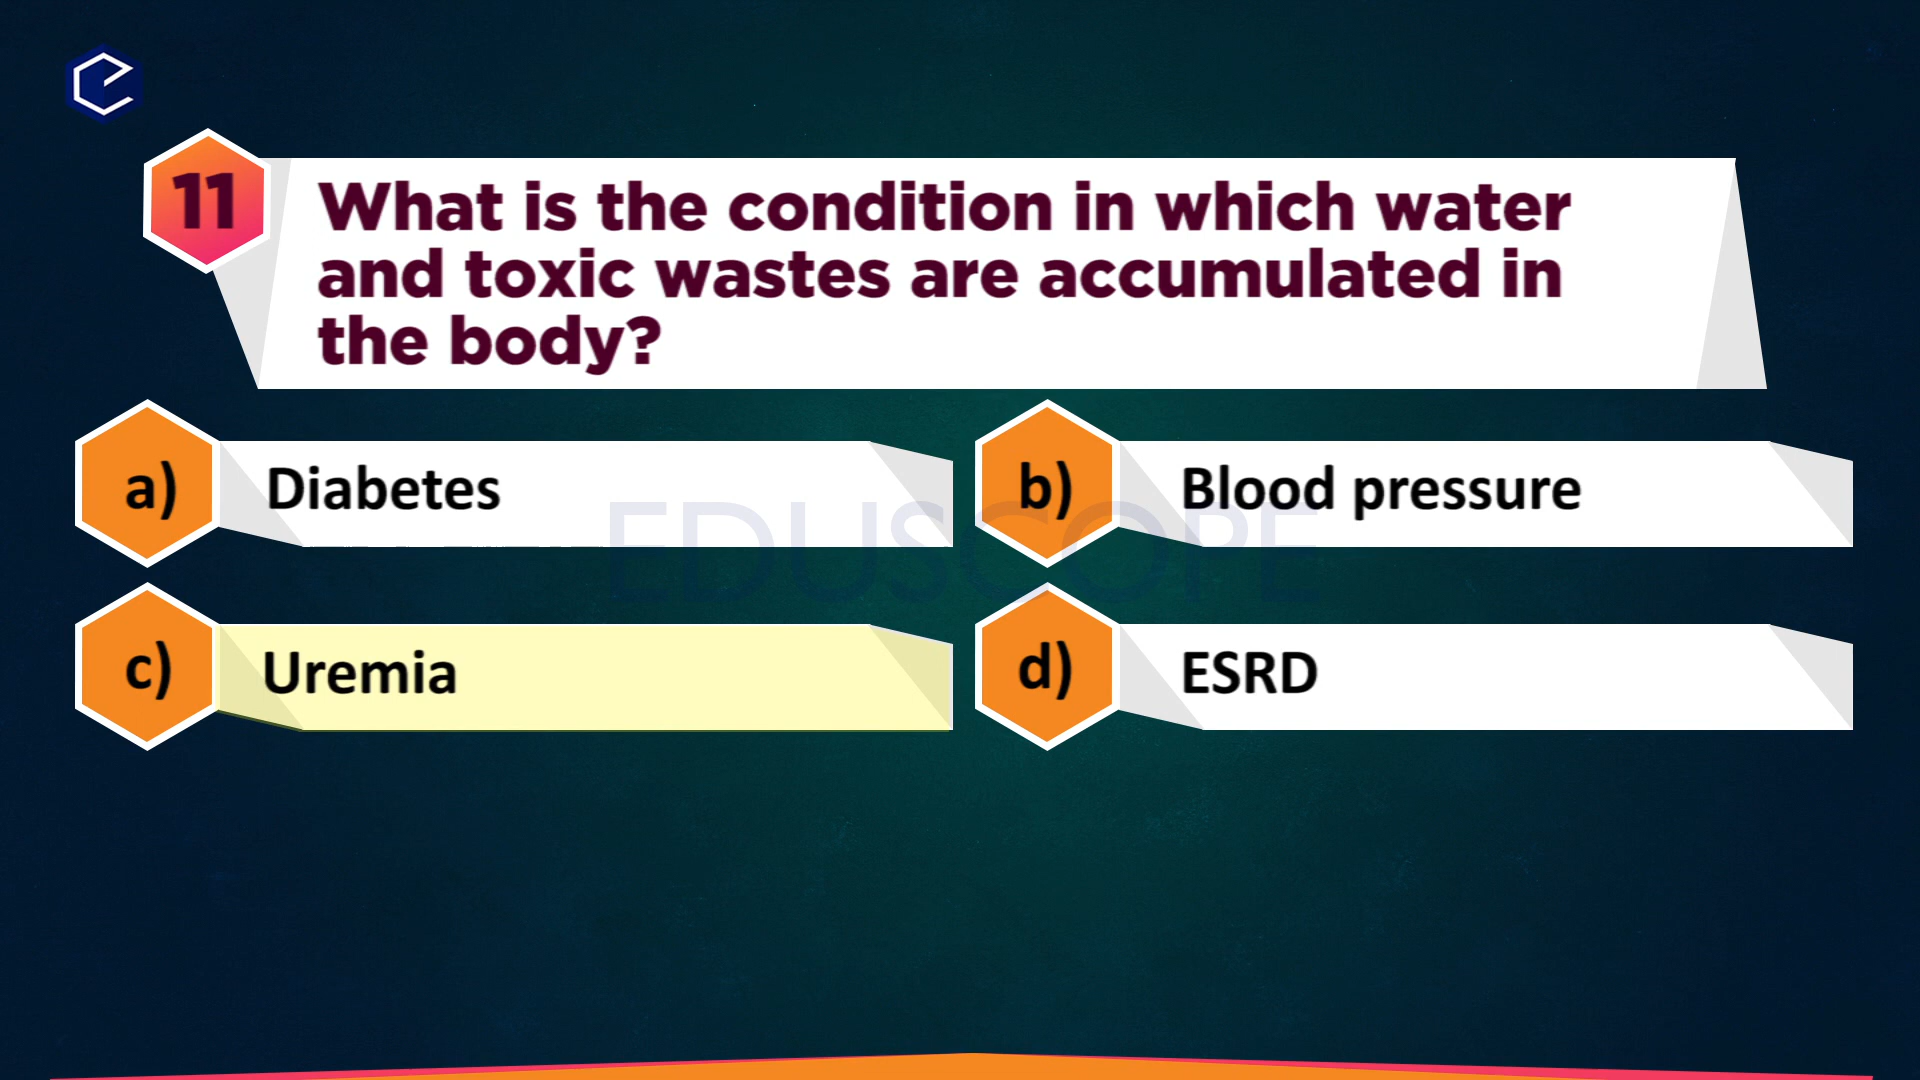 11
What is the condition in which water
and toxic wastes are accumulated in
the body?
a) Diabetes
b) Blood pressure
EDUSCOPE
c) Uremia
d) ESRD